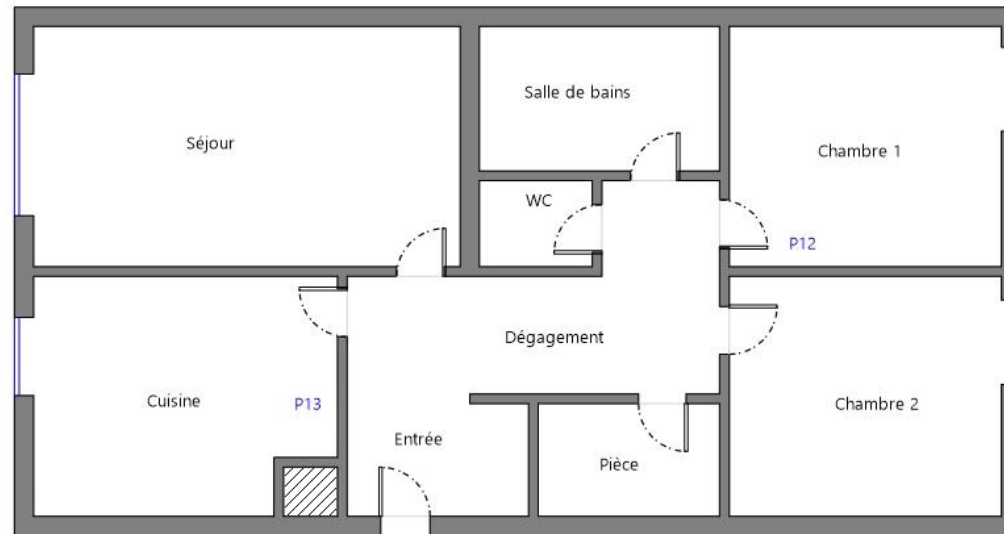 Salle de bains
Séjour
Chambre 1
WC
P12
Dégagement
Cuisine
P13
Chambre 2
Entrée
Pièce